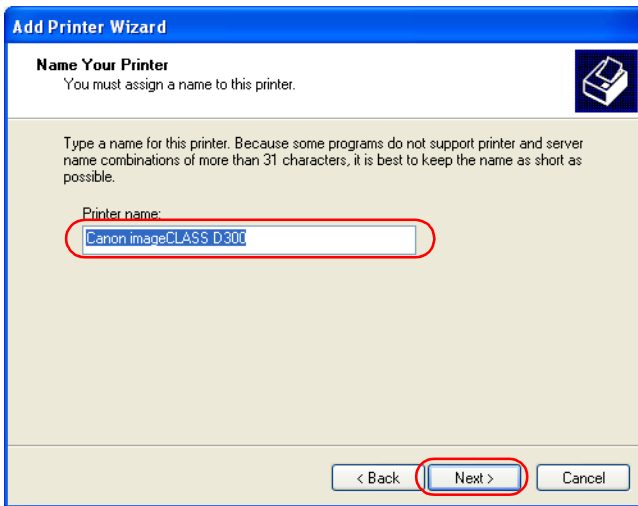 Add Printer Wizard
Name Your Printer
You must assign a name to this printer.
Type a name for this printer. Because some programs do not support printer and server
name combinations of more than 31 characters, it is best to keep the name as short as
possible.
Printer name:
Canon imageCLASS D300
< Back
Next >
Cancel